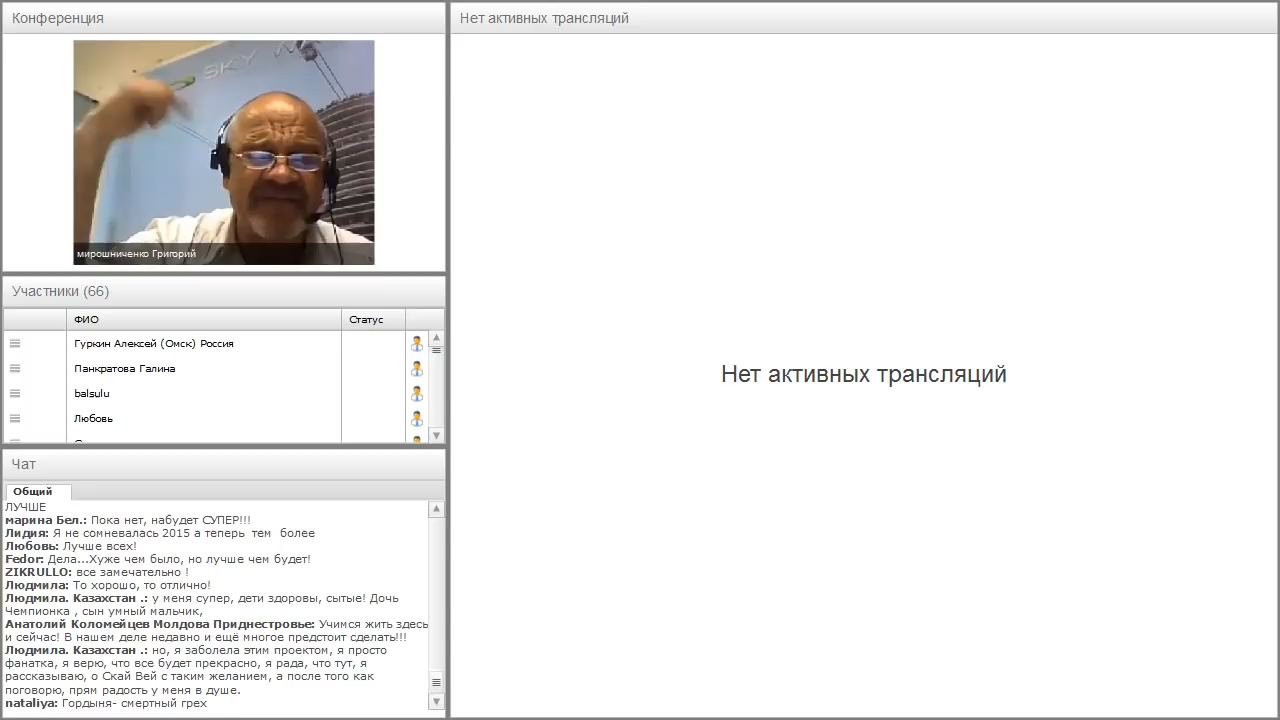 Конференция
Нет активных трансляций
SKY
мирошниченко Григорий
Участники (66)
ФИО
Статус
Гуркин Алексей (Омск) Россия
Панкратова Галина
balsulu
Любовь
Нет активных трансляций
Чат
Общий
ЛУЧШЕ
марина Бел.: Пока нет, набудет СУПЕР!!!
Лидия: Я не сомневалась 2015 а теперь  тем  более
Любовь: Лучше всех!
Fedor: Дела...Хуже чем было, но лучше чем будет!
ZIKRULLO: все замечательно !
Людмила: То хорошо, то отлично!
Людмила. Казахстан .: у меня супер, дети здоровы, сытые! Дочь
Чемпионка , сын умный мальчик,
Анатолий Коломейцев Молдова Приднестровье: Учимся жить здесь
и сейчас! В нашем деле недавно и ещё многое предстоит сделать!!!
Людмила. Казахстан .: но, я заболела этим проектом, я просто
фанатка, я верю, что все будет прекрасно, я рада, что тут, я
рассказываю, о Скай Вей с таким желанием, а после того как
поговорю, прям радость у меня в душе.
nataliya: Гордыня- смертный грех